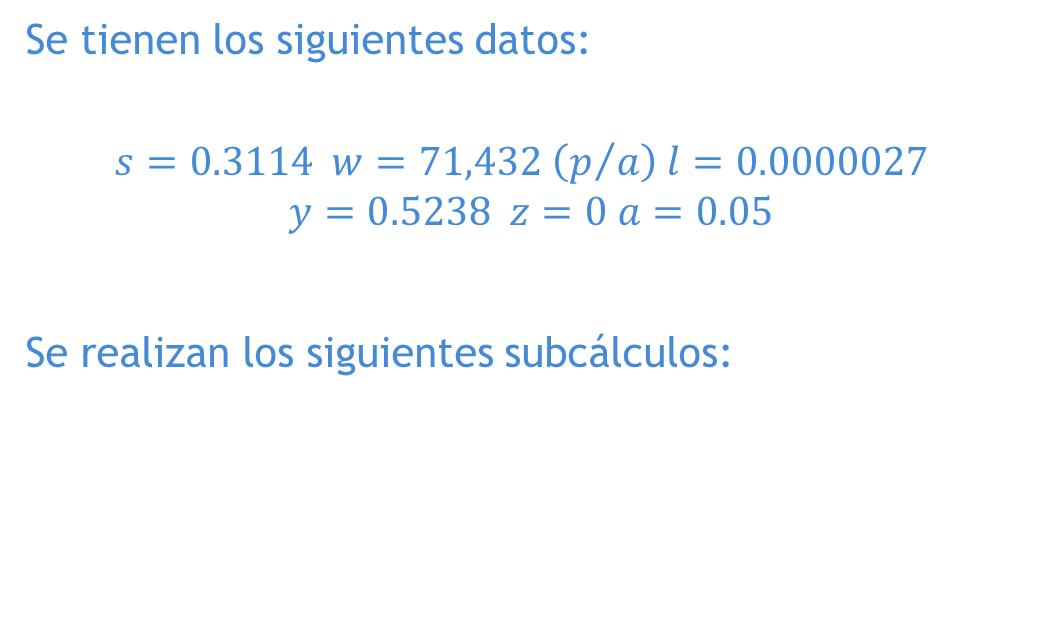 Se tienen los siguientes datos:
s = 0.3114 w = 71,432 (p/a) l = 0.0000027
y = 0.5238 z = 0 a = 0.05
Se realizan los siguientes subcálculos: